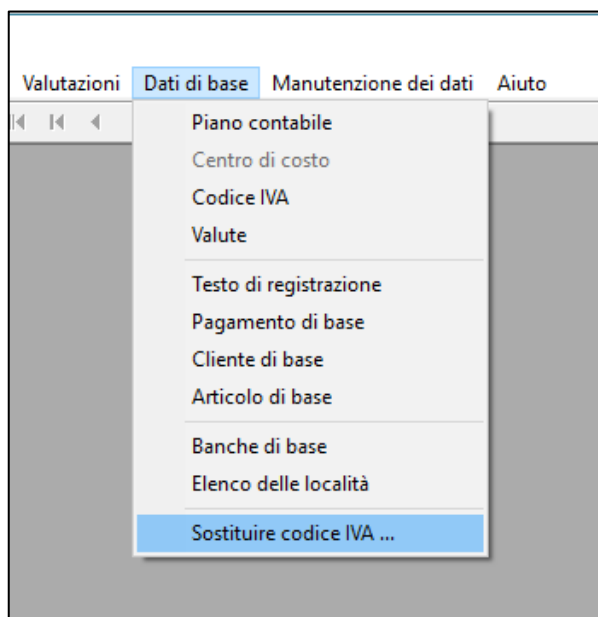 Valutazioni Dati di base Manutenzione dei dati Aiuto
Piano contabile
Centro di costo
Codice IVA
Valute
Testo di registrazione
Pagamento di base
Cliente di base
Articolo di base
Banche di base
Elenco delle località
Sostituire codice IVA ...